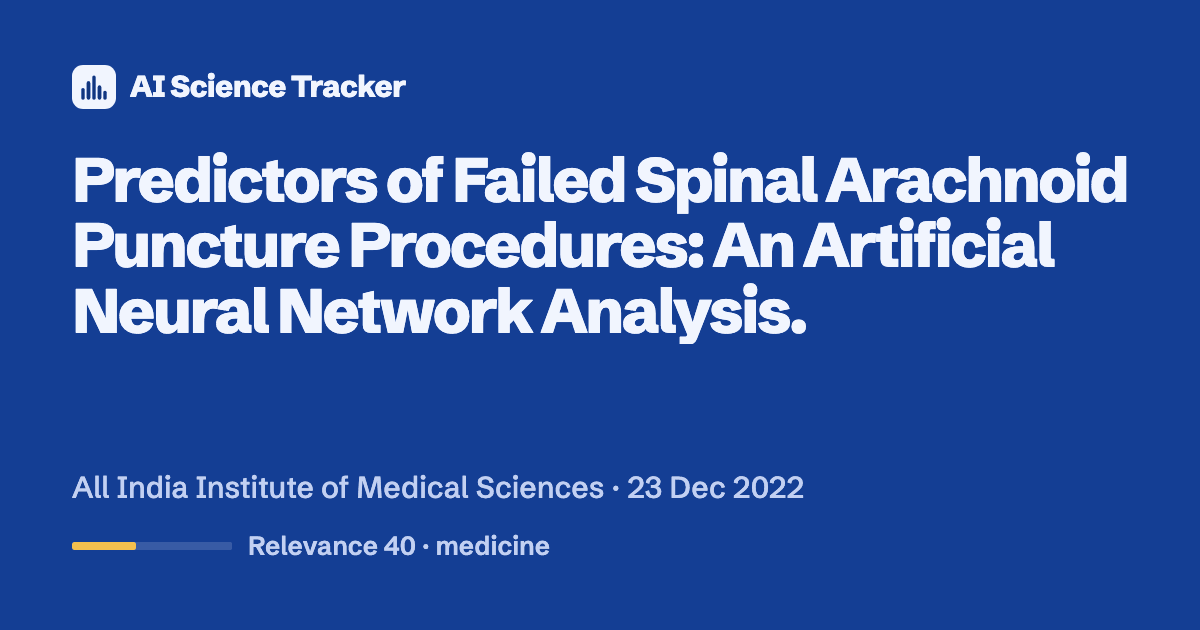 AI Science Tracker
Predictors of Failed Spinal Arachnoid
Puncture Procedures: An Artificial
Neural Network Analysis.
All India Institute of Medical Sciences · 23 Dec 2022
Relevance 40 · medicine